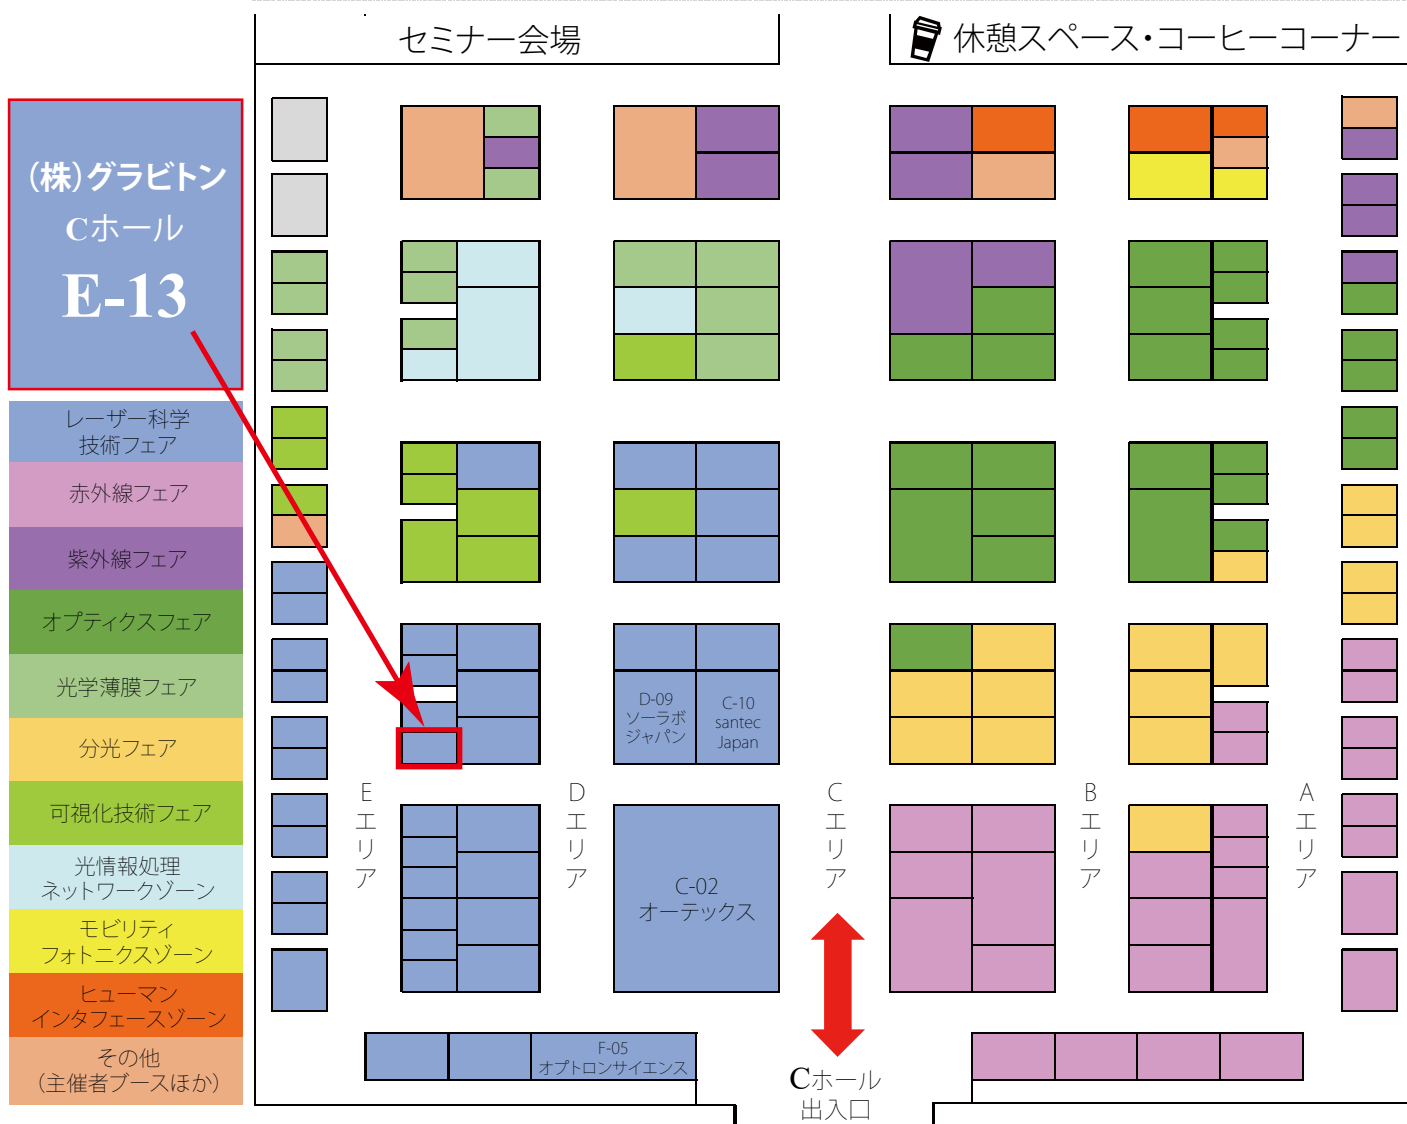 セミナー会場
休憩スペース・コーヒーコーナー
(株)グラビトン
Cホール
E-13
レーザー科学
技術フェア
赤外線フェア
紫外線フェア
オプティクスフェア
光学薄膜フェア
分光フェア
可視化技術フェア
光情報処理
ネットワークゾーン
モビリティ
フォトニクスゾーン
ヒューマン
インタフェースゾーン
その他
(主催者ブースほか)
D-09
ソーラボ
ジャパン
C-10
santec
Japan
Eエリア
Dエリア
Cエリア
Bエリア
Aエリア
C-02
オーテックス
F-05
オプトロンサイエンス
Cホール
出入口